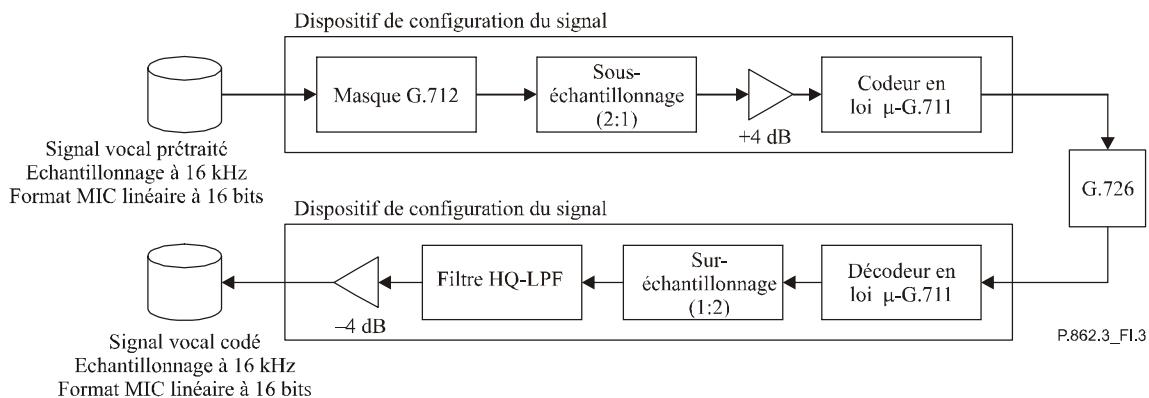 Dispositif de configuration du signal
Masque G.712
Sous-
échantillonnage
(2:1)
+4 dB
Codeur en
loi μ-G.711
Signal vocal prétraité
Echantillonnage à 16 kHz
Format MIC linéaire à 16 bits
G.726
Dispositif de configuration du signal
–4 dB
Filtre HQ-LPF
Sur-
échantillonnage
(1:2)
Décodeur en
loi μ-G.711
Signal vocal codé
Echantillonnage à 16 kHz
Format MIC linéaire à 16 bits
P.862.3_FI.3